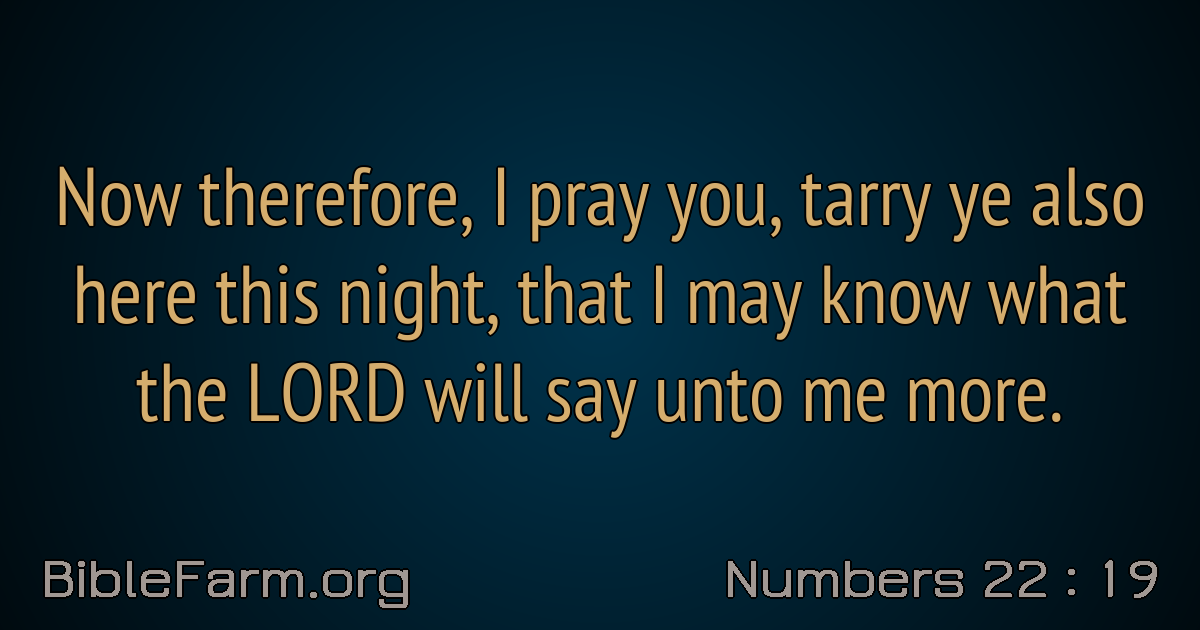 Now therefore, I pray you, tarry ye also
here this night, that I may know what
the LORD will say unto me more.
BibleFarm.org
Numbers 22 : 19